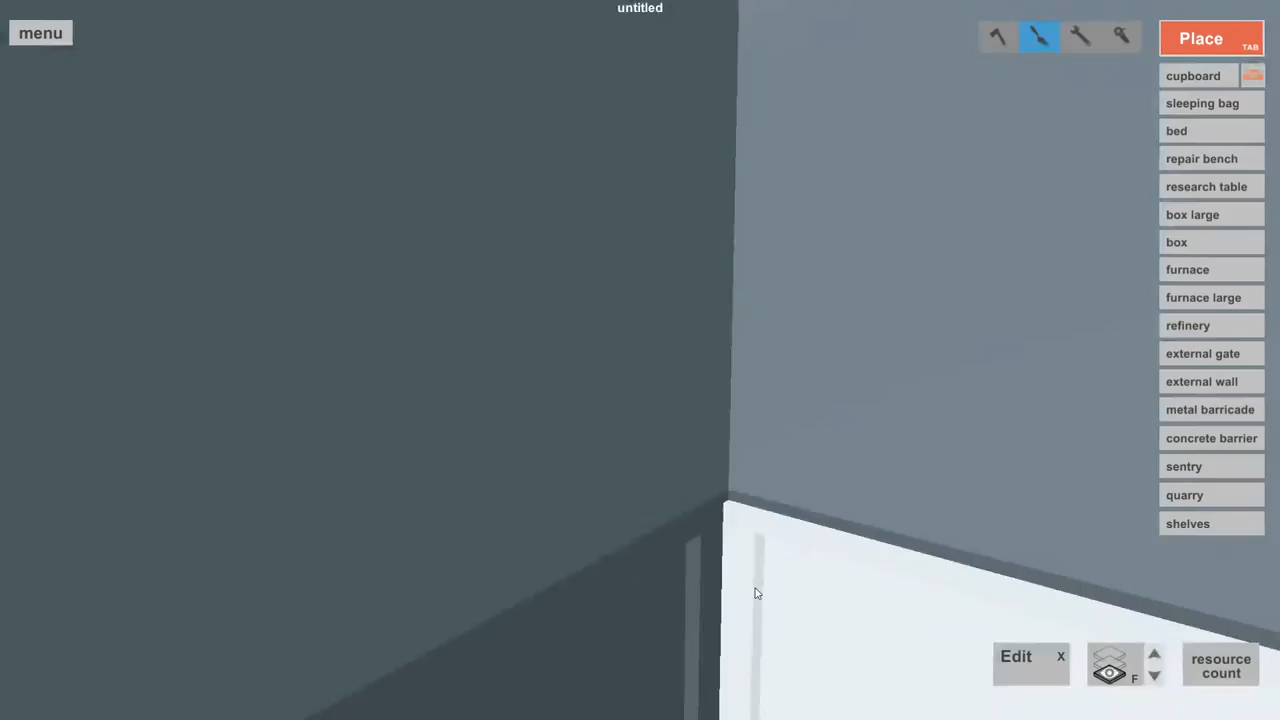 untitled
menu
Place
TAB
cupboard
sleeping bag
bed
repair bench
research table
box large
box
furnace
furnace large
refinery
external gate
external wall
metal barricade
concrete barrier
sentry
quarry
shelves
Edit X
F
resource
count